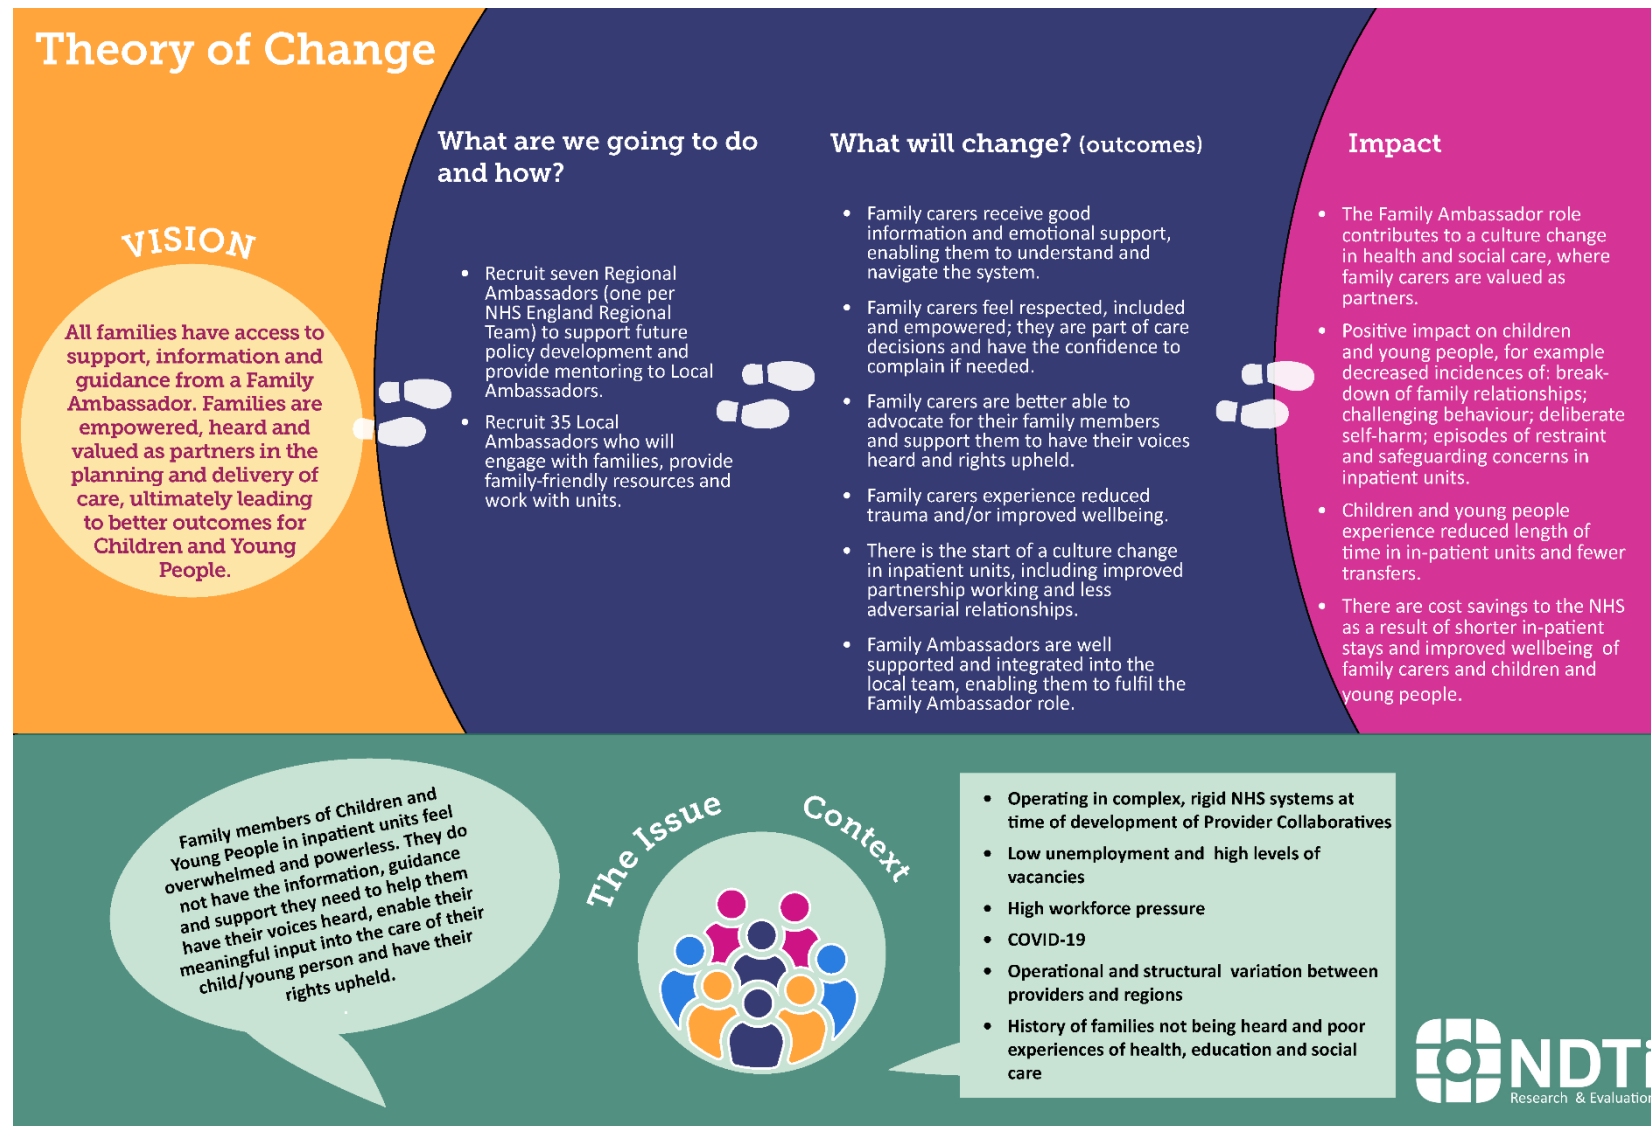 Theory of Change
VISION
All families have access to
support, information and
guidance from a Family
Ambassador. Families are
empowered, heard and
valued as partners in the
planning and delivery of
care, ultimately leading
to better outcomes for
Children and Young
People.
What are we going to do
and how?
• Recruit seven Regional
Ambassadors (one per
NHS England Regional
Team) to support future
policy development and
provide mentoring to Local
Ambassadors.
• Recruit 35 Local
Ambassadors who will
engage with families, provide
family-friendly resources and
work with units.
What will change? (outcomes)
• Family carers receive good
information and emotional support,
enabling them to understand and
navigate the system.
• Family carers feel respected, included
and empowered; they are part of care
decisions and have the confidence to
complain if needed.
• Family carers are better able to
advocate for their family members
and support them to have their voices
heard and rights upheld.
• Family carers experience reduced
trauma and/or improved wellbeing.
• There is the start of a culture change
in inpatient units, including improved
partnership working and less
adversarial relationships.
• Family Ambassadors are well
supported and integrated into the
local team, enabling them to fulfil the
Family Ambassador role.
Impact
• The Family Ambassador role
contributes to a culture change
in health and social care, where
family carers are valued as
partners.
• Positive impact on children
and young people, for example
decreased incidences of: break-
down of family relationships;
challenging behaviour; deliberate
self-harm; episodes of restraint
and safeguarding concerns in
inpatient units.
• Children and young people
experience reduced length of
time in in-patient units and fewer
transfers.
• There are cost savings to the NHS
as a result of shorter in-patient
stays and improved wellbeing of
family carers and children and
young people.
Family members of Children and
Young People in inpatient units feel
overwhelmed and powerless. They do
not have the information, guidance
and support they need to help them
have their voices heard, enable their
meaningful input into the care of their
child/young person and have their
rights upheld.
.
The Issue
Context
• Operating in complex, rigid NHS systems at
time of development of Provider Collaboratives
• Low unemployment and high levels of
vacancies
• High workforce pressure
• COVID-19
• Operational and structural variation between
providers and regions
• History of families not being heard and poor
experiences of health, education and social
care
NDTi
Research & Evaluation